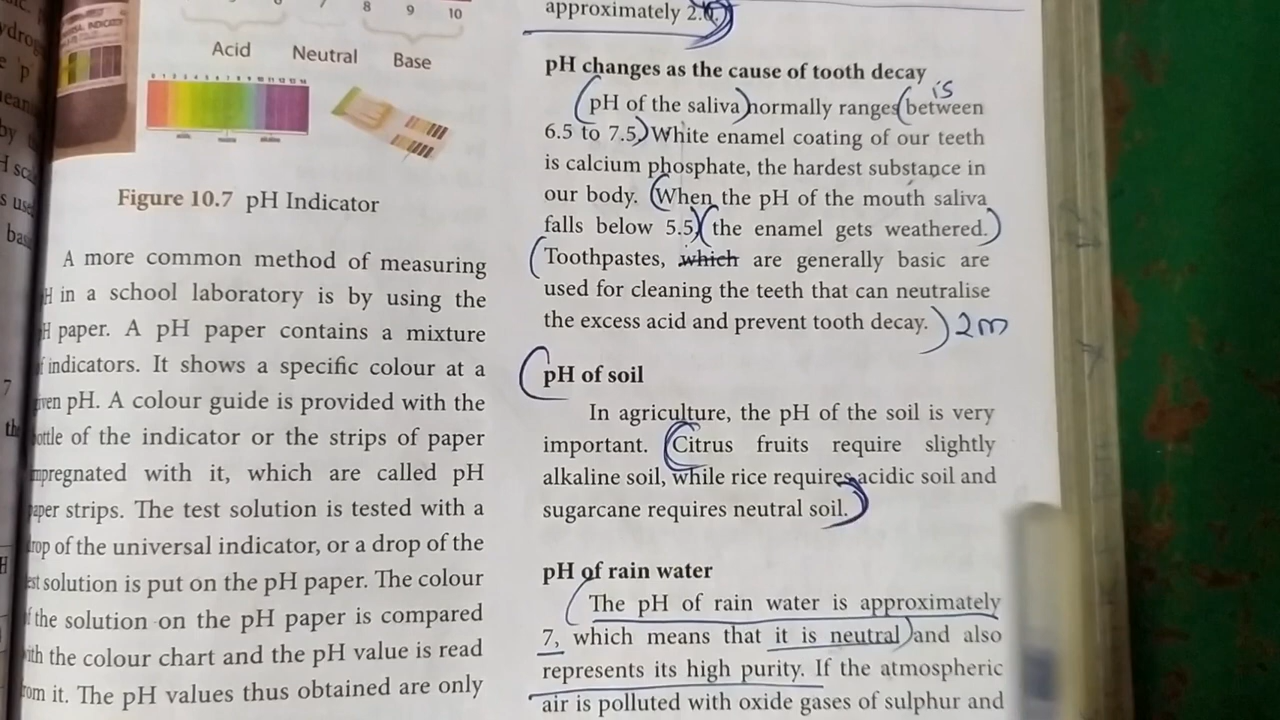 7 8 9 10
Acid Neutral Base
Figure 10.7 pH Indicator
A more common method of measuring
in a school laboratory is by using the
paper. A pH paper contains a mixture
indicators. It shows a specific colour at a
pH. A colour guide is provided with the
of the indicator or the strips of paper
with it, which are called pH
strips. The test solution is tested with a
of the universal indicator, or a drop of the
solution is put on the pH paper. The colour
the solution on the pH paper is compared
the colour chart and the pH value is read
it. The pH values thus obtained are only
approximately
pH changes as the cause of tooth decay
is
pH of the saliva normally ranges between
6.5 to 7.5. White enamel coating of our teeth
is calcium phosphate, the hardest substance in
our body. When the pH of the mouth saliva
falls below 5.5, the enamel gets weathered.
Toothpastes, which are generally basic are
used for cleaning the teeth that can neutralise
the excess acid and prevent tooth decay. 2m
pH of soil
In agriculture, the pH of the soil is very
important. Citrus fruits require slightly
alkaline soil, while rice requires acidic soil and
sugarcane requires neutral soil.
pH of rain water
The pH of rain water is approximately
7, which means that it is neutral and also
represents its high purity. If the atmospheric
air is polluted with oxide gases of sulphur and